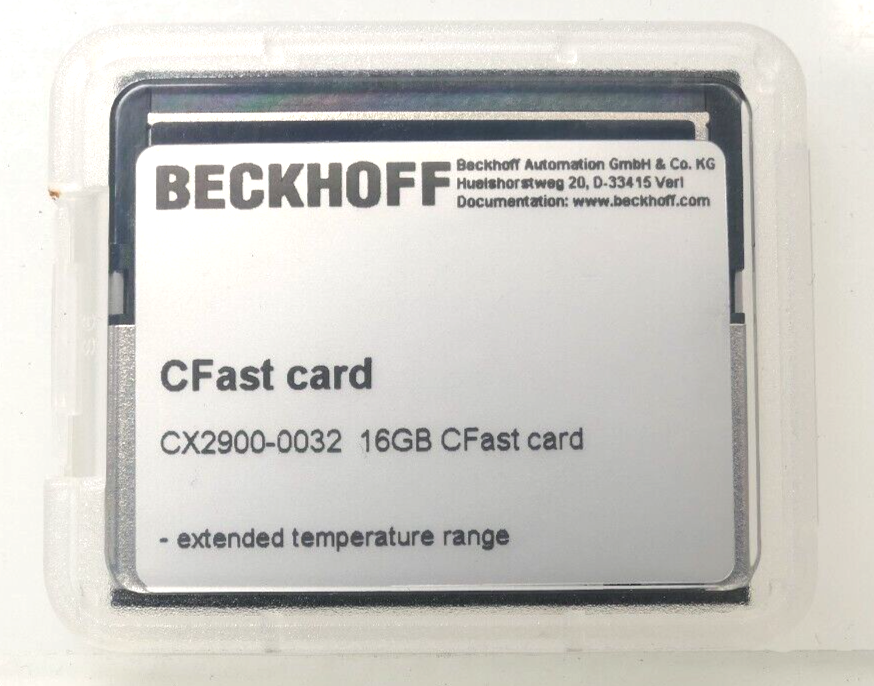 BECKHOFF
Beckhoff Automation GmbH & Co. KG
Huelshorstweg 20, D-33415 Verl
Documentation: www.beckhoff.com
CFast card
CX2900-0032 16GB CFast card
- extended temperature range